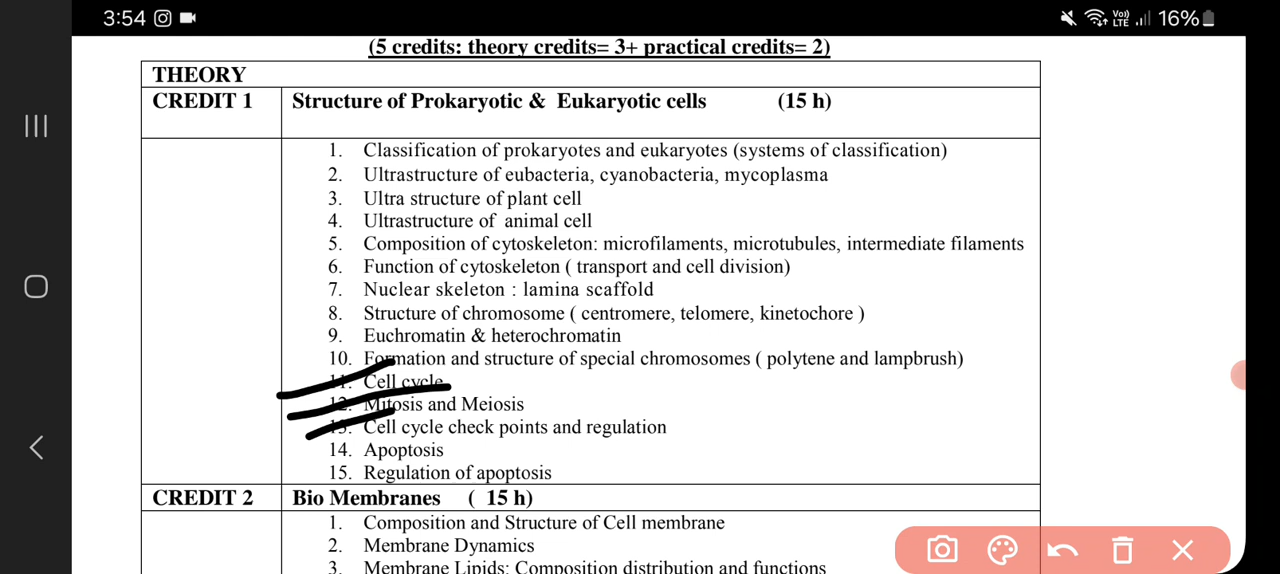 3:54
Vo)) LTE 16%
(5 credits: theory credits= 3+ practical credits= 2)
THEORY
CREDIT 1 Structure of Prokaryotic & Eukaryotic cells (15 h)
1. Classification of prokaryotes and eukaryotes (systems of classification)
2. Ultrastructure of eubacteria, cyanobacteria, mycoplasma
3. Ultra structure of plant cell
4. Ultrastructure of animal cell
5. Composition of cytoskeleton: microfilaments, microtubules, intermediate filaments
6. Function of cytoskeleton ( transport and cell division)
7. Nuclear skeleton : lamina scaffold
8. Structure of chromosome ( centromere, telomere, kinetochore )
9. Euchromatin & heterochromatin
10. Formation and structure of special chromosomes ( polytene and lampbrush)
11. Cell cycle
12. Mitosis and Meiosis
13. Cell cycle check points and regulation
14. Apoptosis
15. Regulation of apoptosis
CREDIT 2 Bio Membranes ( 15 h)
1. Composition and Structure of Cell membrane
2. Membrane Dynamics
3. Membrane Lipids: Composition distribution and functions